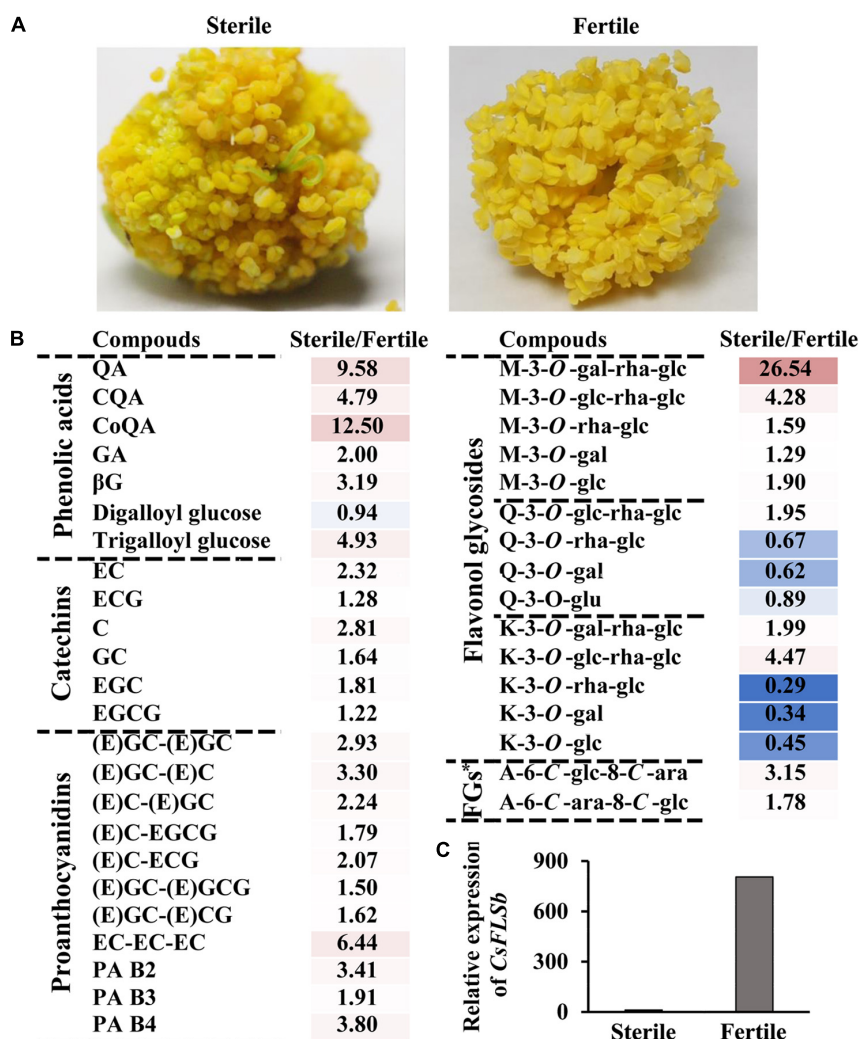 A
Sterile
Fertile
B
Compouds Sterile/Fertile
Phenolic acids
QA 9.58
CQA 4.79
CoQA 12.50
GA 2.00
βG 3.19
Digalloyl glucose 0.94
Trigalloyl glucose 4.93
Catechins
EC 2.32
ECG 1.28
C 2.81
GC 1.64
EGC 1.81
EGCG 1.22
Proanthocyanidins
(E)GC-(E)GC 2.93
(E)GC-(E)C 3.30
(E)C-(E)GC 2.24
(E)C-EGCG 1.79
(E)C-ECG 2.07
(E)GC-(E)GCG 1.50
(E)GC-(E)CG 1.62
EC-EC-EC 6.44
PA B2 3.41
PA B3 1.91
PA B4 3.80
Compouds Sterile/Fertile
Flavonol glycosides
M-3-O-gal-rha-glc 26.54
M-3-O-glc-rha-glc 4.28
M-3-O-rha-glc 1.59
M-3-O-gal 1.29
M-3-O-glc 1.90
Q-3-O-glc-rha-glc 1.95
Q-3-O-rha-glc 0.67
Q-3-O-gal 0.62
Q-3-O-glu 0.89
K-3-O-gal-rha-glc 1.99
K-3-O-glc-rha-glc 4.47
K-3-O-rha-glc 0.29
K-3-O-gal 0.34
K-3-O-glc 0.45
FGs*
A-6-C-glc-8-C-ara 3.15
A-6-C-ara-8-C-glc 1.78
C
Relative expression
of CsFLSb
900
600
300
0
Sterile Fertile